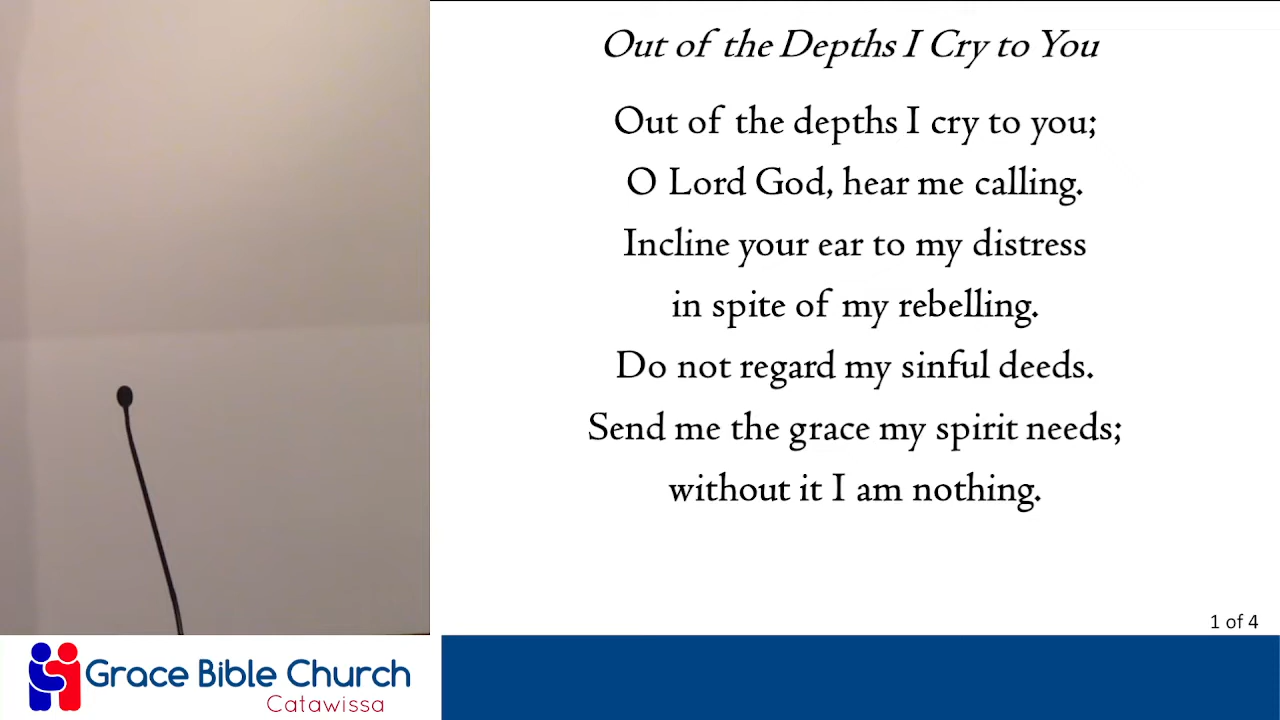 Out of the Depths I Cry to You
Out of the depths I cry to you;
O Lord God, hear me calling.
Incline your ear to my distress
in spite of my rebelling.
Do not regard my sinful deeds.
Send me the grace my spirit needs;
without it I am nothing.
1 of 4
Grace Bible Church
Catawissa